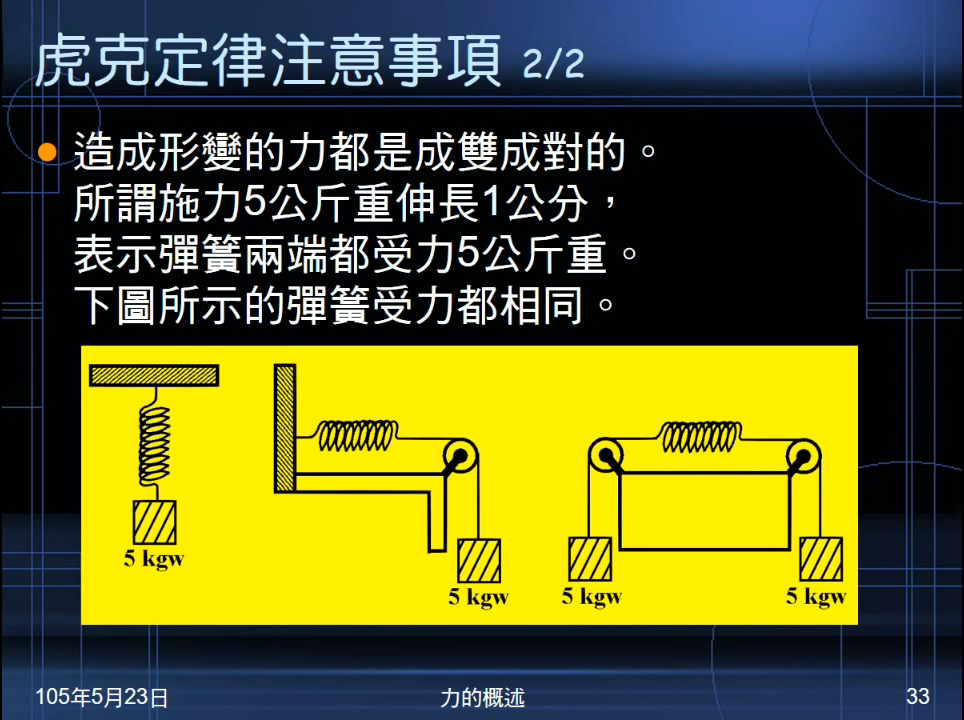 虎克定律注意事項 2/2
造成形變的力都是成雙成對的。
所謂施力5公斤重伸長1公分，
表示彈簧兩端都受力5公斤重。
下圖所示的彈簧受力都相同。
5 kgw
5 kgw
5 kgw
5 kgw
105年5月23日
力的概述
33